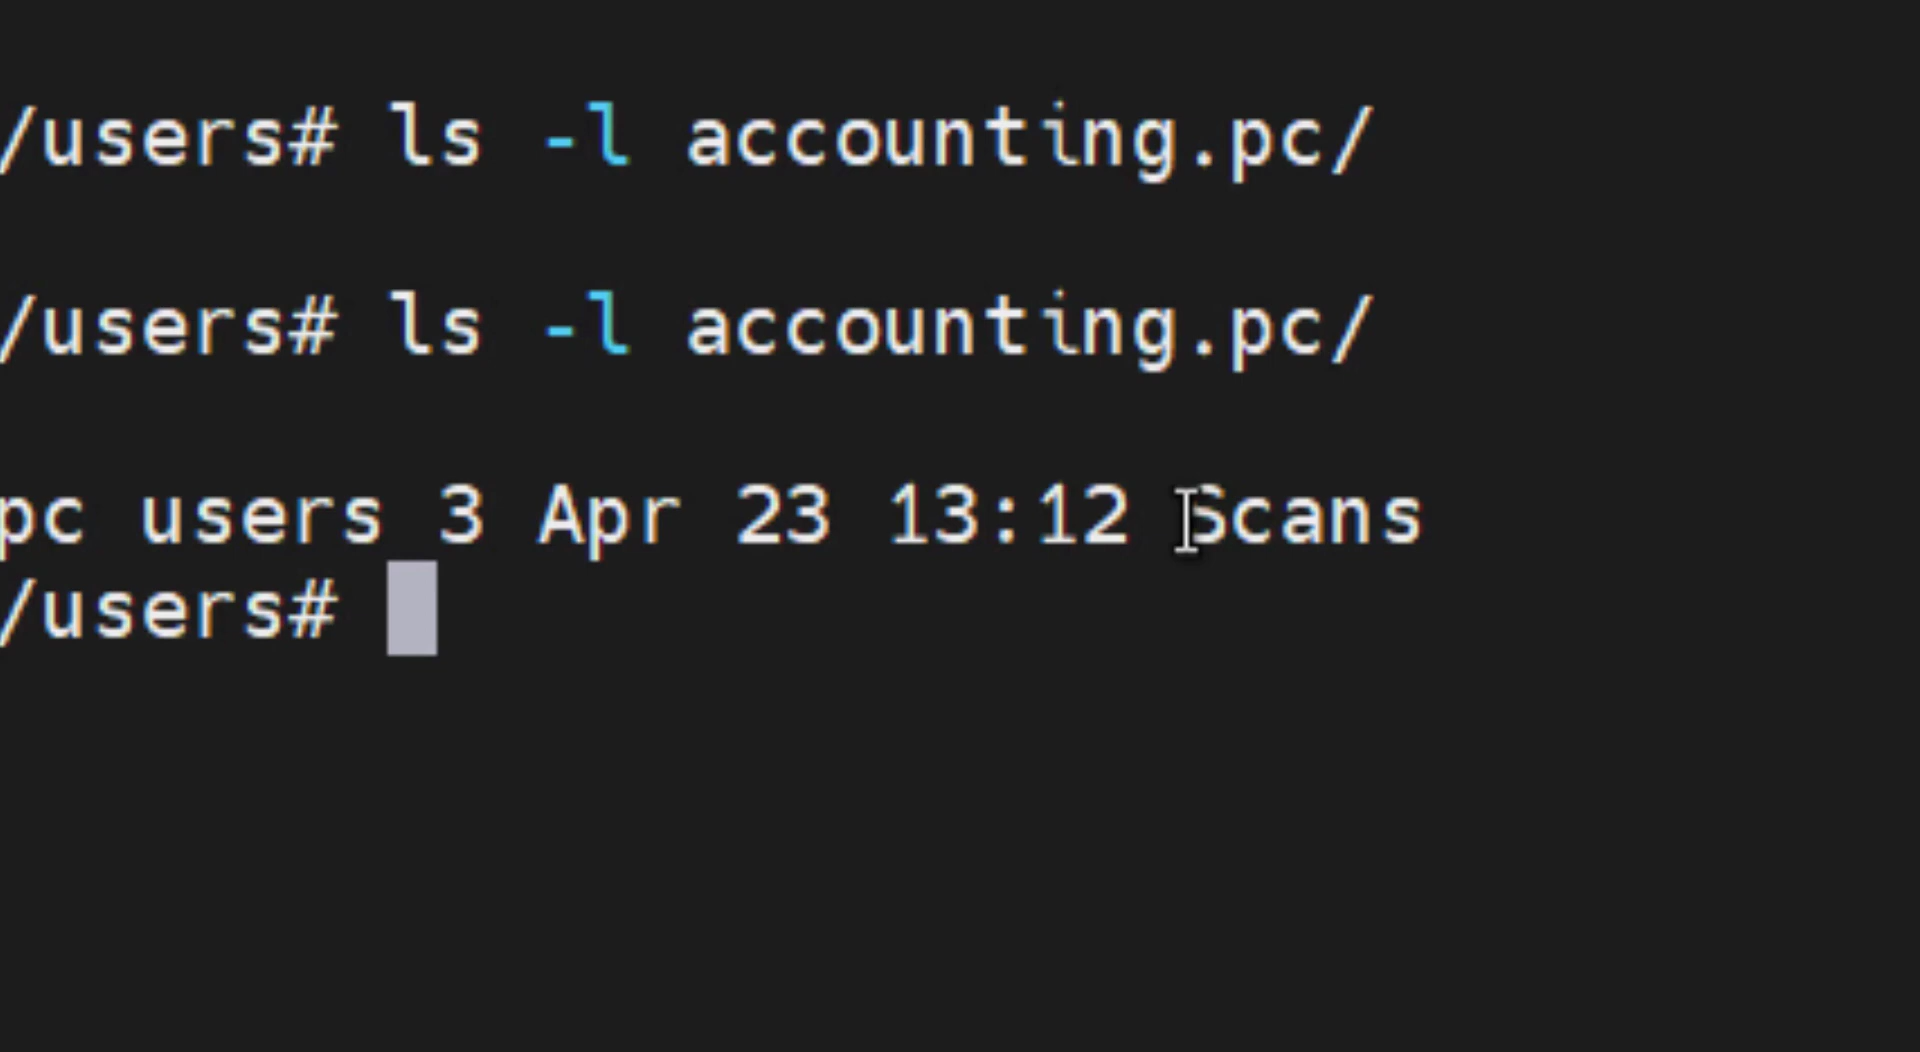 /users# ls -l accounting.pc/
/users# ls -l accounting.pc/
pc users 3 Apr 23 13:12 Scans
/users#